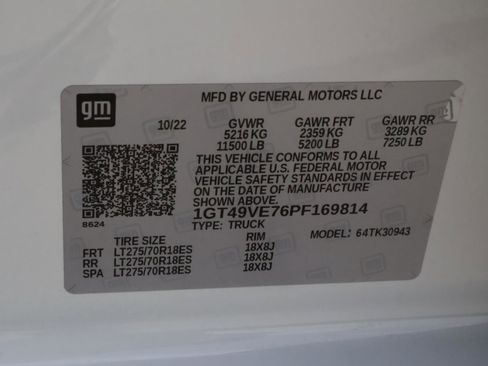 gm
MFD BY GENERAL MOTORS LLC
10/22 GVWR GAWR FRT GAWR RR
5216 KG 2359 KG 3289 KG
11500 LB 5200 LB 7250 LB
THIS VEHICLE CONFORMS TO ALL
APPLICABLE U.S. FEDERAL MOTOR
VEHICLE SAFETY STANDARDS IN EFFECT
ON THE DATE OF MANUFACTURE
SHOWN ABOVE.
8624
1GT49VE76PF169814
TYPE: TRUCK MODEL: 64TK30943
TIRE SIZE RIM
FRT LT275/70R18ES 18X8J
RR LT275/70R18ES 18X8J
SPA LT275/70R18ES 18X8J